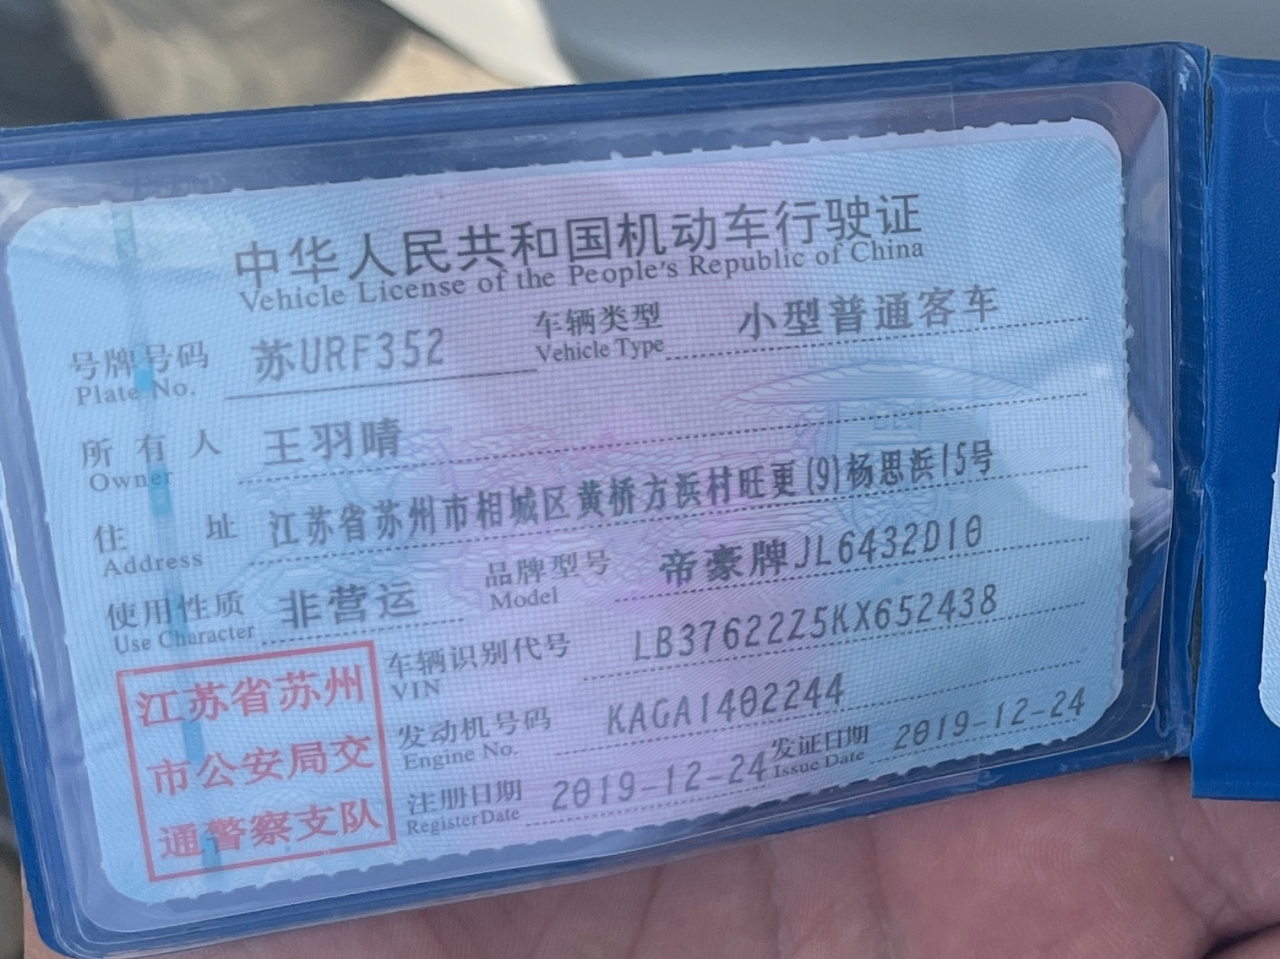 中华人民共和国机动车行驶证
Vehicle License of the People's Republic of China
号牌号码 苏URF352 车辆类型 小型普通客车
Plate No. Vehicle Type
所有人 王羽晴
Owner
住址 江苏省苏州市相城区黄桥方浜村旺更(9)杨思浜15号
Address
使用性质 非营运 品牌型号 帝豪牌JL6432D10
Use Character Model
车辆识别代号 LB37622Z5KX652438
VIN
发动机号码 KAGA1402244
Engine No.
注册日期 2019-12-24 发证日期 2019-12-24
Register Date Issue Date
江苏省苏州
市公安局交
通警察支队